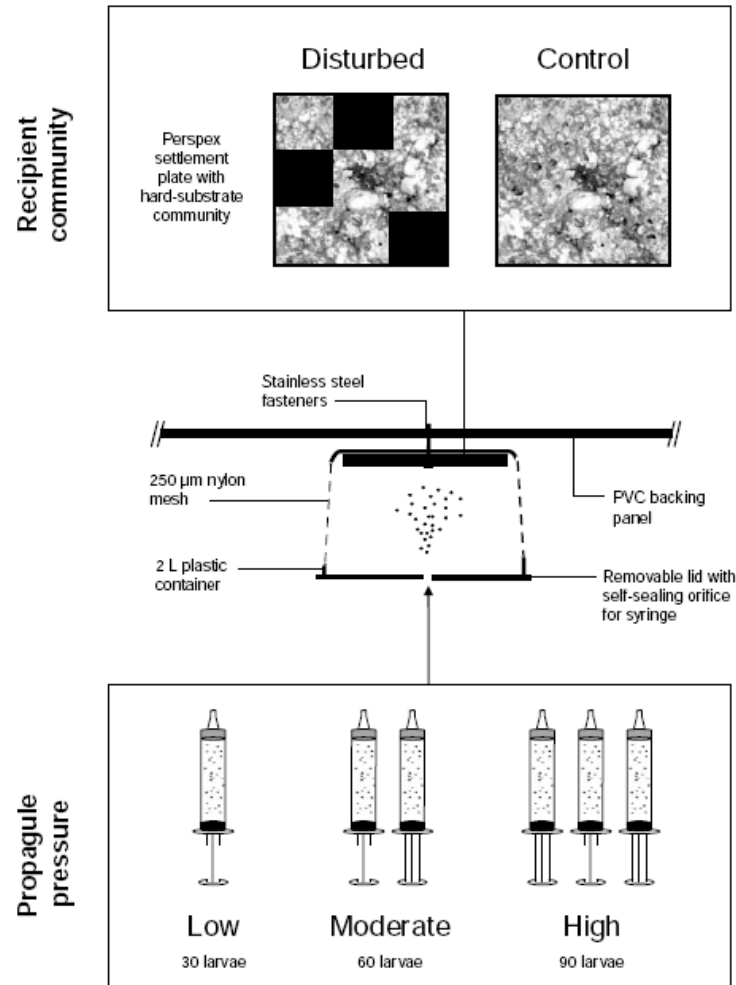 Recipient
community
Disturbed
Control
Perspex
settlement
plate with
hard-substrate
community
Stainless steel
fasteners
250 µm nylon
mesh
PVC backing
panel
2 L plastic
container
Removable lid with
self-sealing orifice
for syringe
Propagule
pressure
Low
Moderate
High
30 larvae
60 larvae
90 larvae